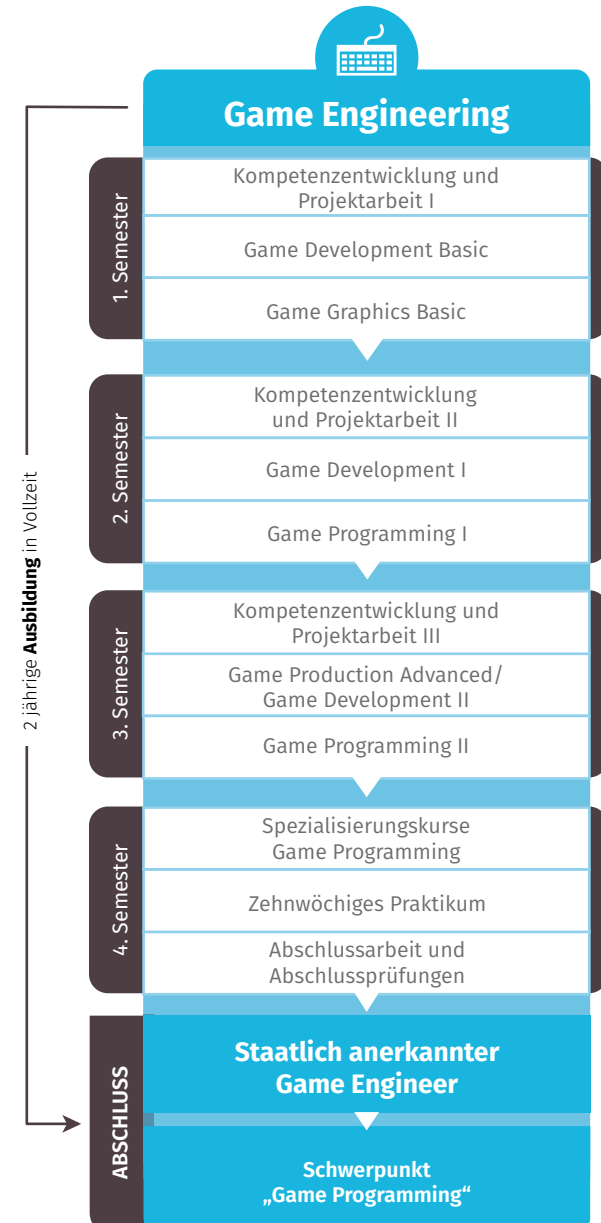 Game Engineering
2 jährige Ausbildung in Vollzeit
1. Semester
Kompetenzentwicklung und
Projektarbeit I
Game Development Basic
Game Graphics Basic
2. Semester
Kompetenzentwicklung
und Projektarbeit II
Game Development I
Game Programming I
3. Semester
Kompetenzentwicklung und
Projektarbeit III
Game Production Advanced/
Game Development II
Game Programming II
4. Semester
Spezialisierungskurse
Game Programming
Zehnwöchiges Praktikum
Abschlussarbeit und
Abschlussprüfungen
ABSCHLUSS
Staatlich anerkannter
Game Engineer
Schwerpunkt
„Game Programming“